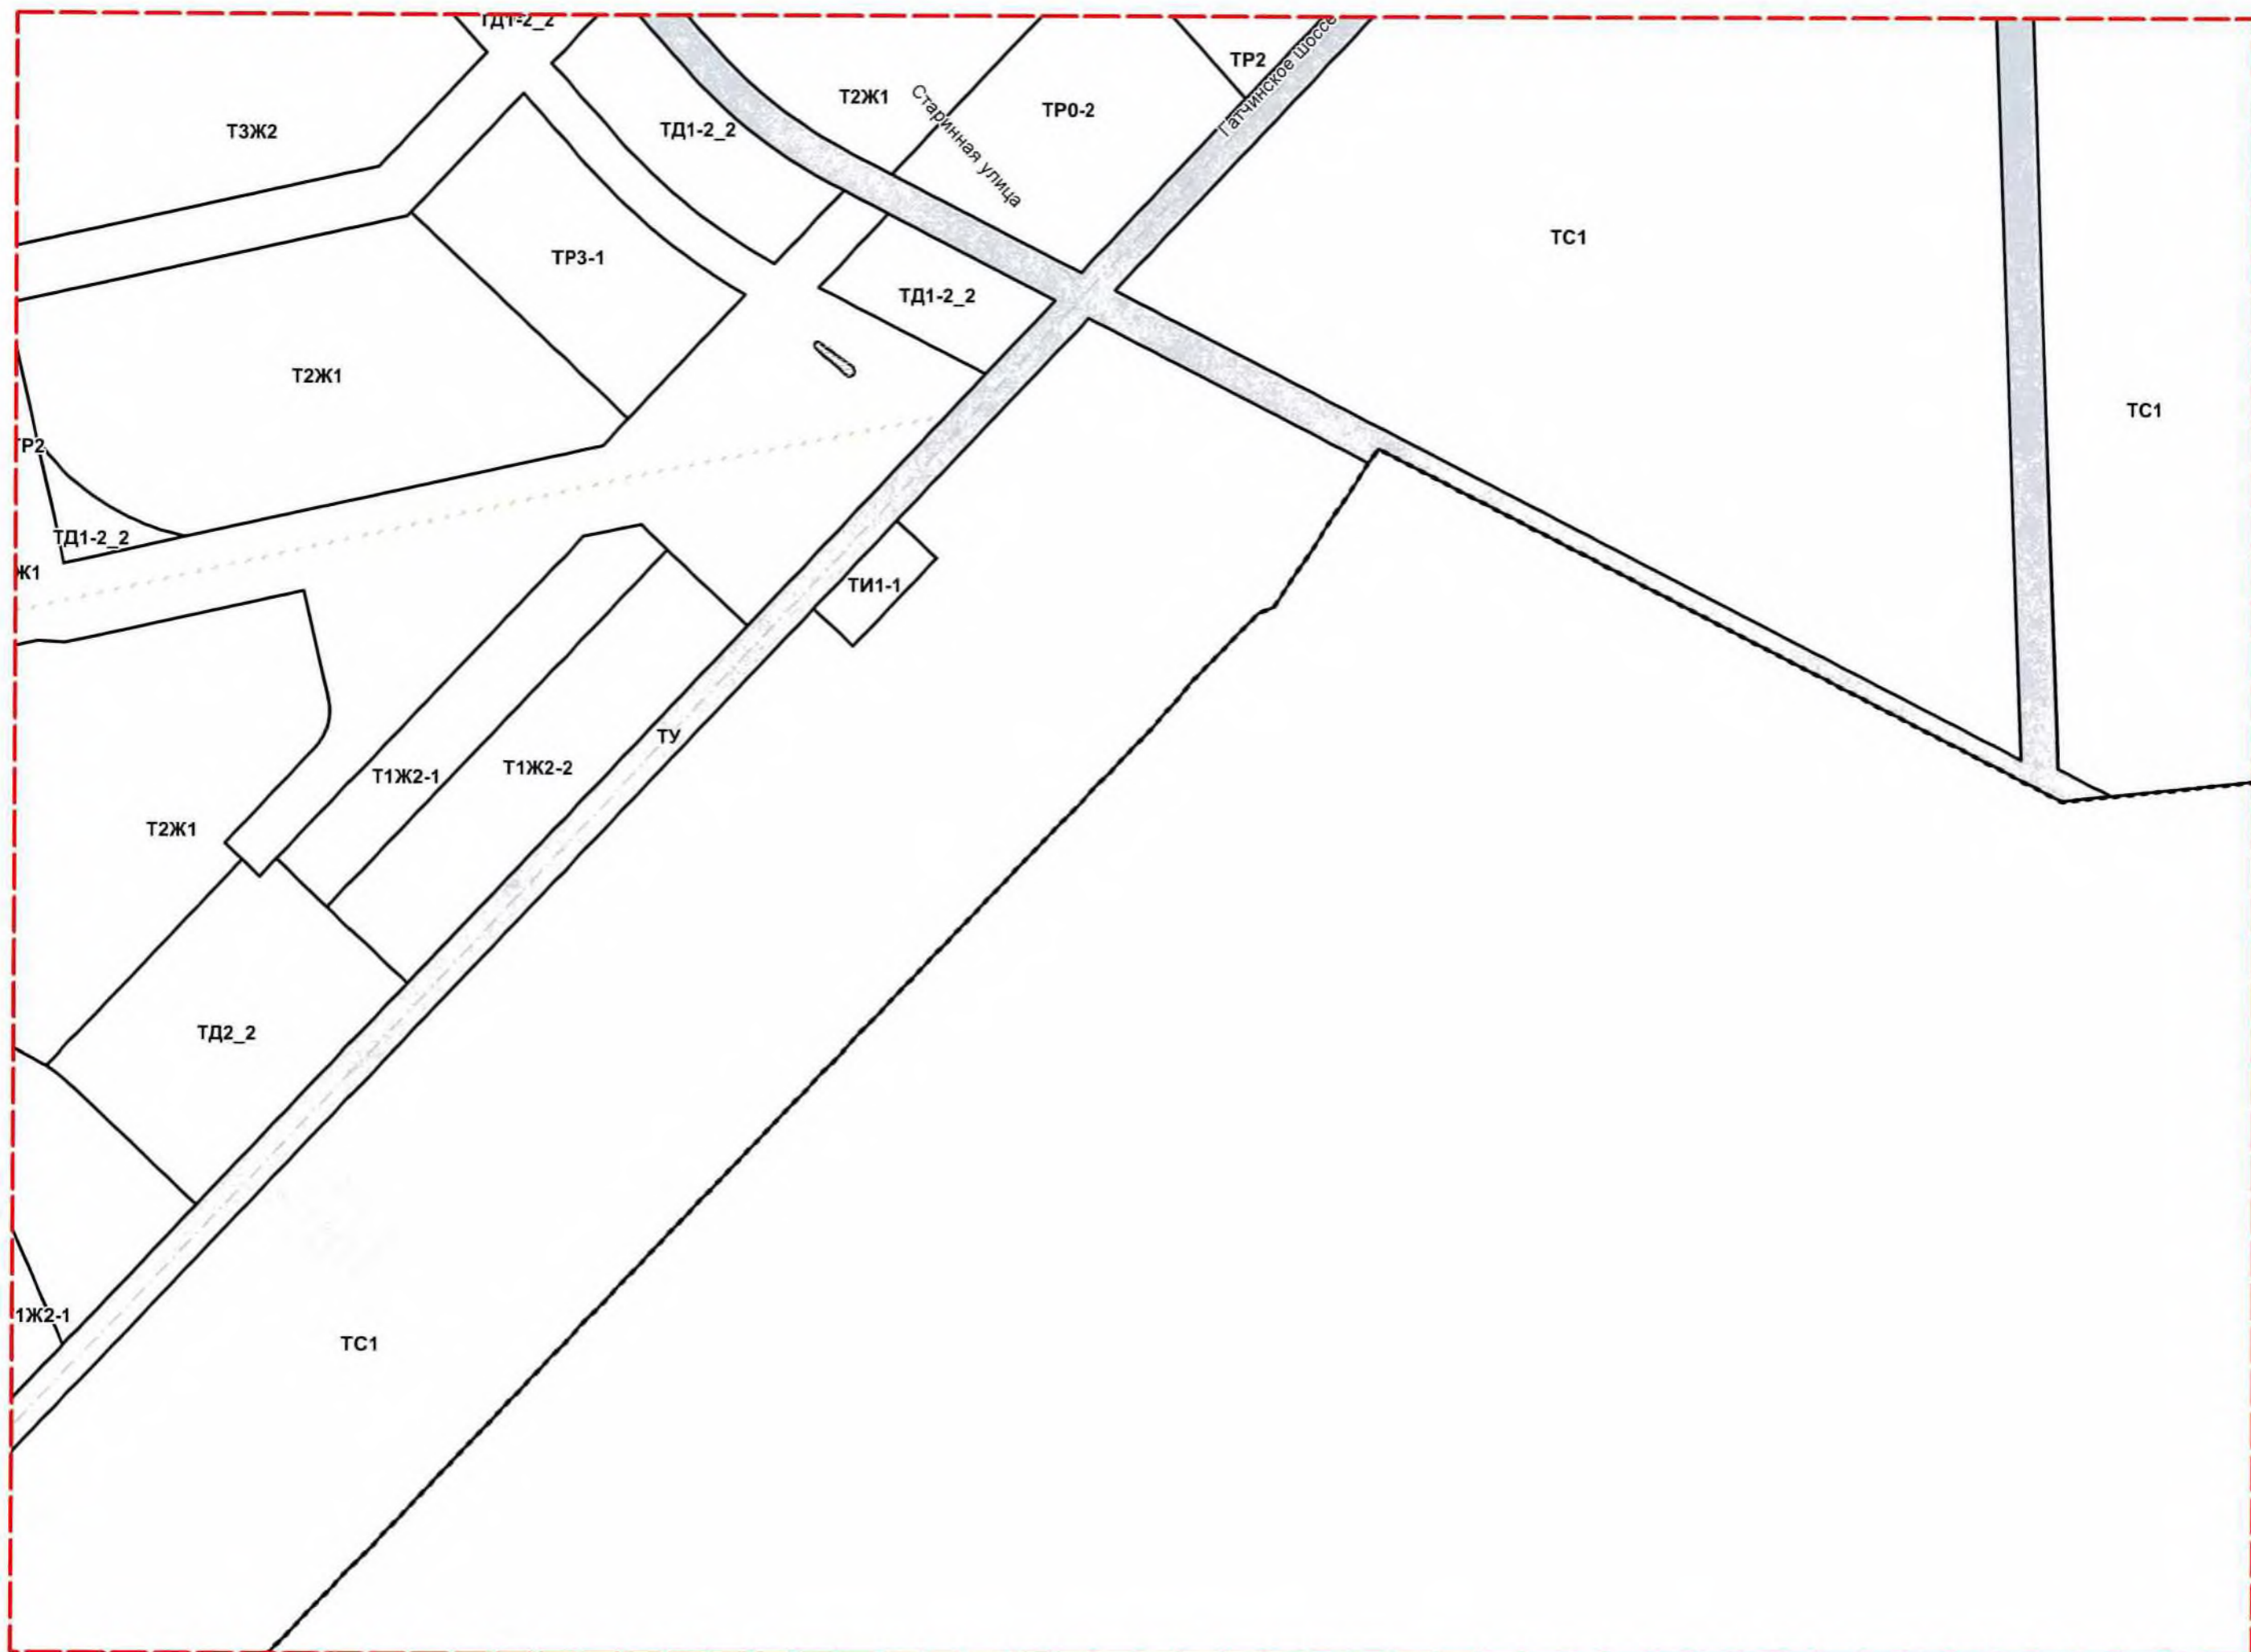 ТД1-2_2
ТР2
Гатчинское шоссе
Т2Ж1
Старинная улица
ТР0-2
Т3Ж2
ТД1-2_2
ТС1
ТР3-1
ТД1-2_2
Т2Ж1
ТС1
ТР2
ТД1-2_2
Ж1
ТИ1-1
ТУ
Т1Ж2-1
Т1Ж2-2
Т2Ж1
ТД2_2
1Ж2-1
ТС1